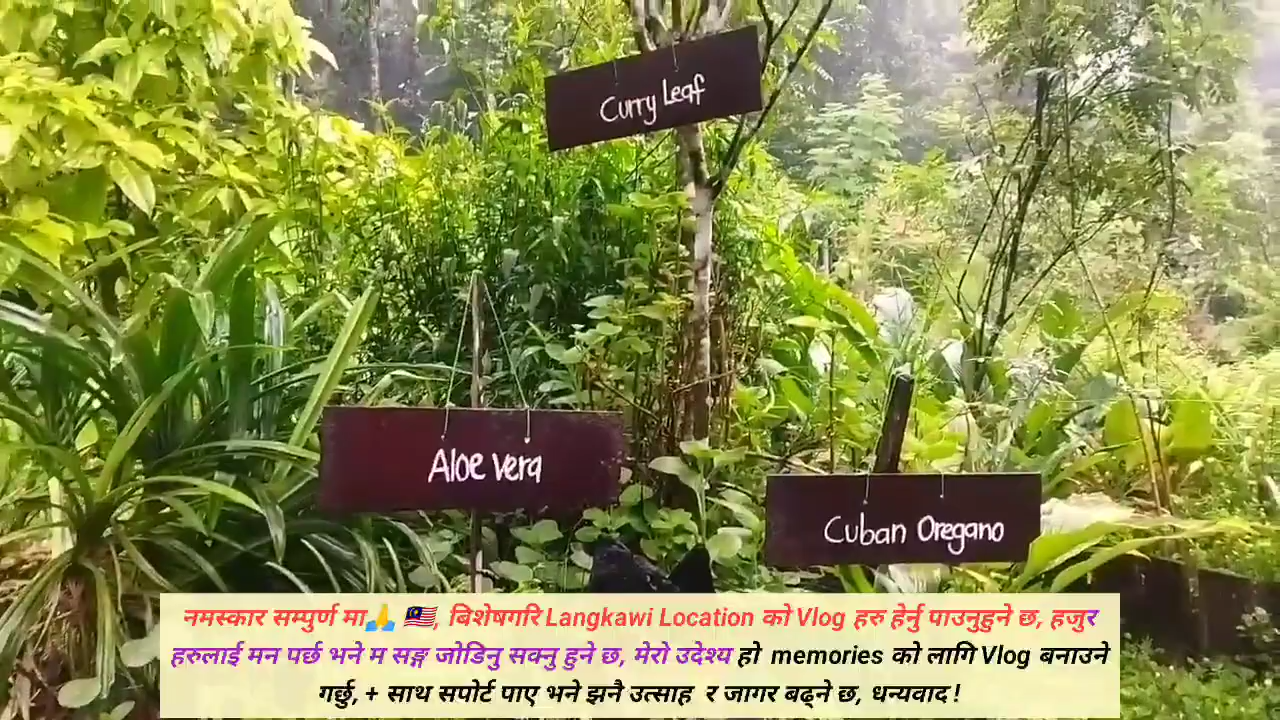 Curry Leaf
Aloe vera
Cuban Oregano
नमस्कार सम्पुर्ण मा🙏 🇲🇾, बिशेषगरि Langkawi Location को Vlog हरु हेर्नु पाउनुहुने छ, हजुर
हरुलाई मन पर्छ भने म सङ्ग जोडिनु सक्नु हुने छ, मेरो उदेश्य हो memories को लागि Vlog बनाउने
गर्छु, + साथ सपोर्ट पाए भने झनै उत्साह र जागर बढ्ने छ, धन्यवाद !